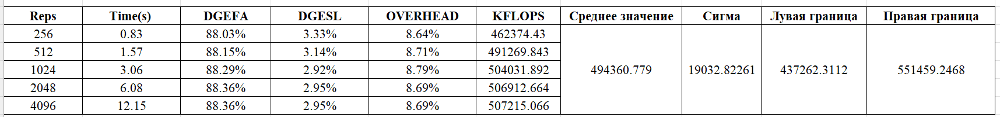 Reps Time(s) DGEFA DGESL OVERHEAD KFLOPS Среднее значение Сигма Лувая граница Правая граница
256 0.83 88.03% 3.33% 8.64% 462374.43
512 1.57 88.15% 3.14% 8.71% 491269.843
1024 3.06 88.29% 2.92% 8.79% 504031.892 494360.779 19032.82261 437262.3112 551459.2468
2048 6.08 88.36% 2.95% 8.69% 506912.664
4096 12.15 88.36% 2.95% 8.69% 507215.066